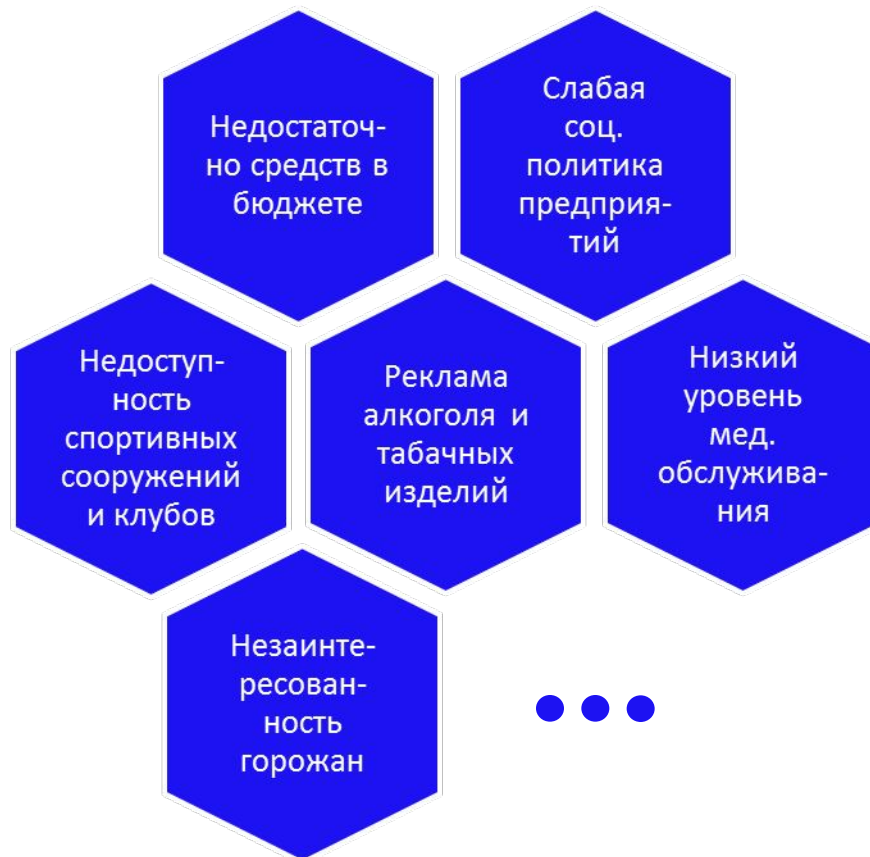 Недостаточ-
но средств в
бюджете
Слабая
соц.
политика
предприя-
тий
Недоступ-
ность
спортивных
сооружений
и клубов
Реклама
алкоголя и
табачных
изделий
Низкий
уровень
мед.
обслужива-
ния
Незаинте-
ресован-
ность
горожан